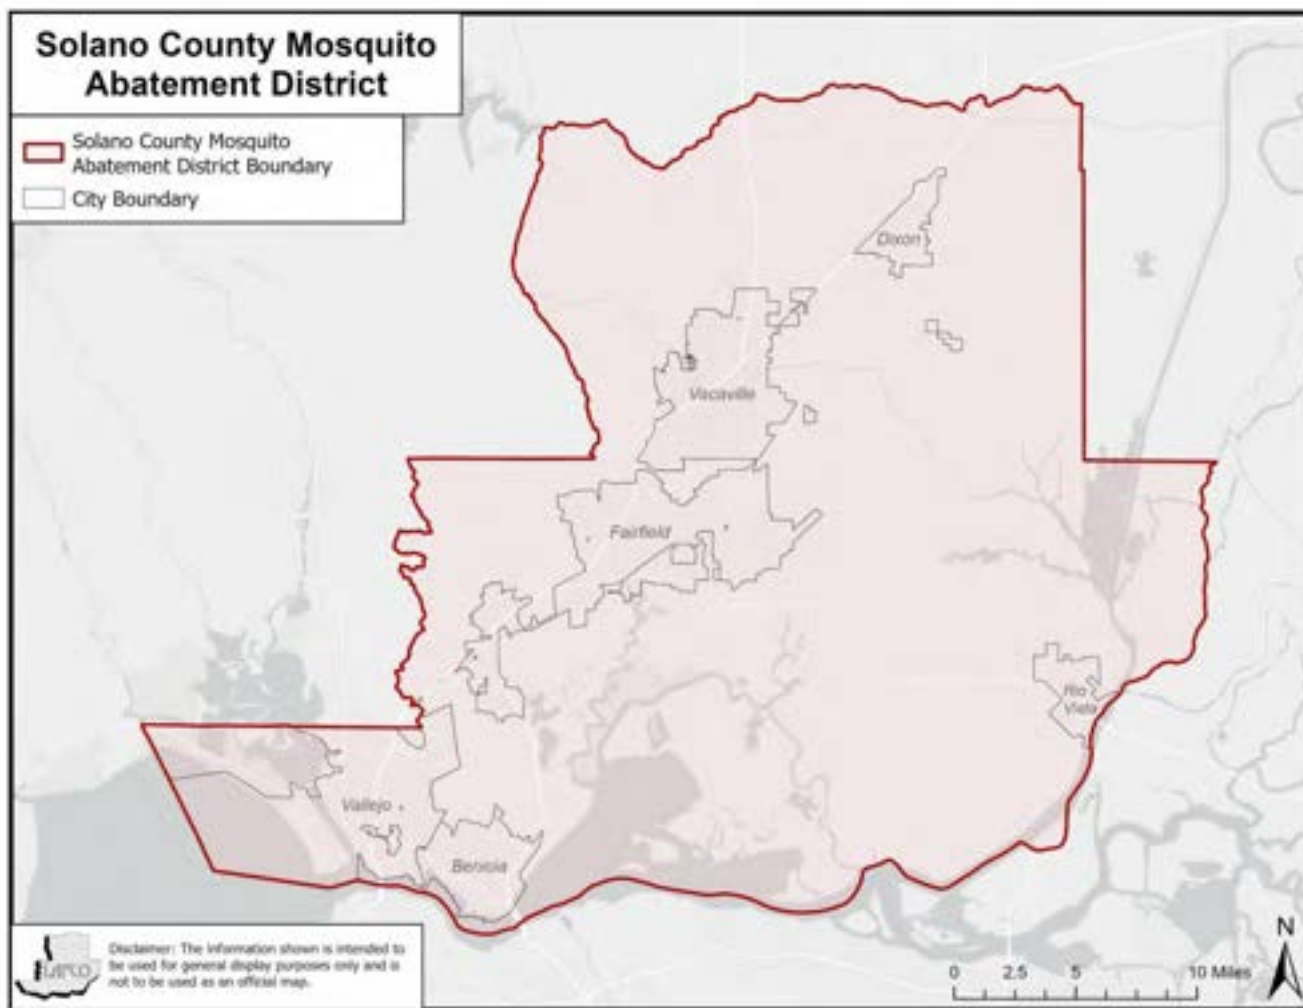 Solano County Mosquito
Abatement District
Solano County Mosquito
Abatement District Boundary
City Boundary
Dixon
Vacaville
Fairfield
Rio
Vista
Vallejo
Benicia
LAFCO
Disclaimer: The information shown is intended to
be used for general display purposes only and is
not to be used as an official map.
N
0 2.5 5 10 Miles